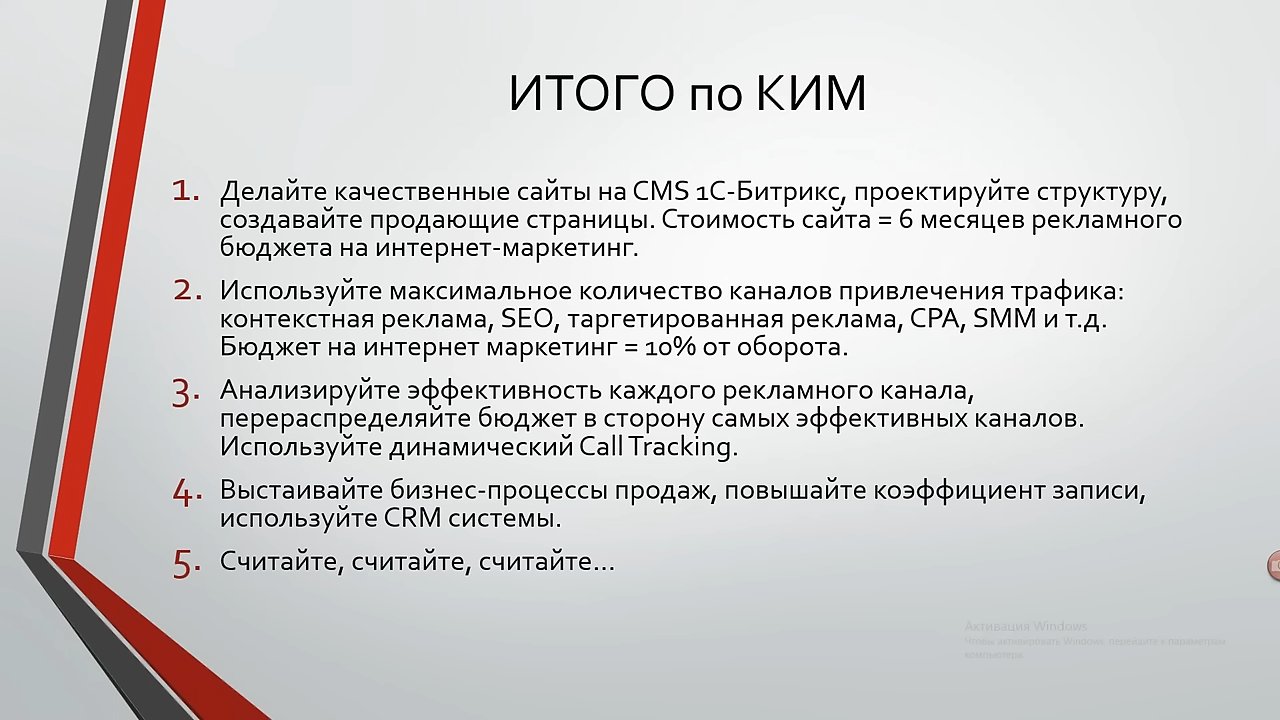 ИТОГО по КИМ
1. Делайте качественные сайты на CMS 1С-Битрикс, проектируйте структуру,
создавайте продающие страницы. Стоимость сайта = 6 месяцев рекламного
бюджета на интернет-маркетинг.
2. Используйте максимальное количество каналов привлечения трафика:
контекстная реклама, SEO, таргетированная реклама, CPA, SMM и т.д.
Бюджет на интернет маркетинг = 10% от оборота.
3. Анализируйте эффективность каждого рекламного канала,
перераспределяйте бюджет в сторону самых эффективных каналов.
Используйте динамический Call Tracking.
4. Выстаивайте бизнес-процессы продаж, повышайте коэффициент записи,
используйте CRM системы.
5. Считайте, считайте, считайте...
Активация Windows
Чтобы активировать Windows, перейдите к параметрам
компьютера.